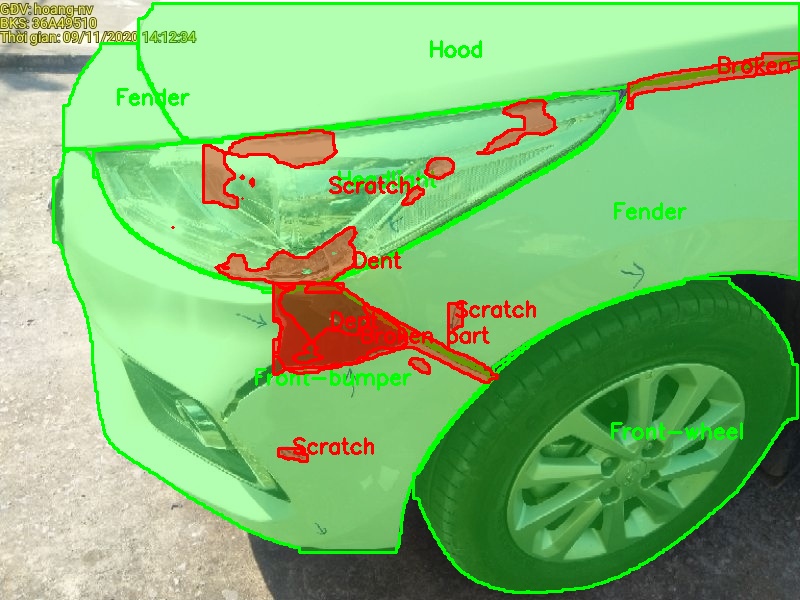 GDV: hoang-nv
BKS: 36A49510
Thời gian: 09/11/2020 14:12:34
Hood
Broken
Fender
Scratch
Fender
Dent
Scratch
part
Front-bumper
Front-wheel
Scratch